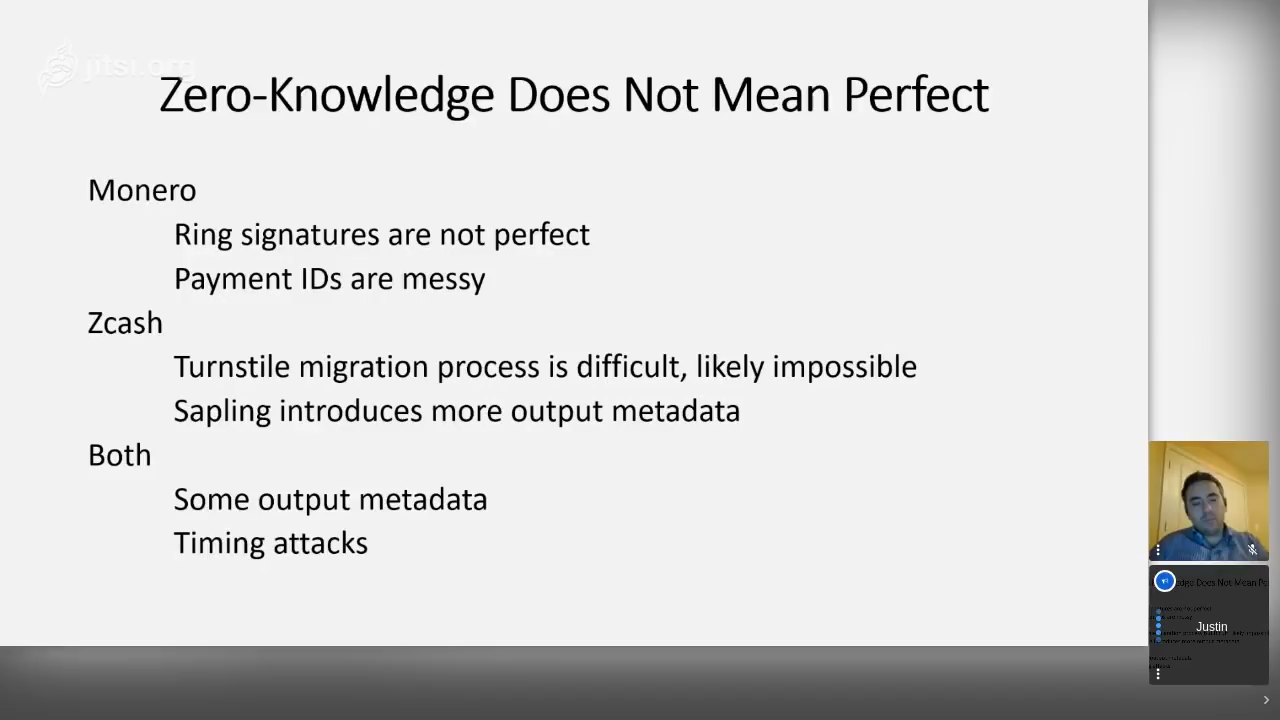 jitsi.org
Zero-Knowledge Does Not Mean Perfect
Monero
Ring signatures are not perfect
Payment IDs are messy
Zcash
Turnstile migration process is difficult, likely impossible
Sapling introduces more output metadata
Both
Some output metadata
Timing attacks
Justin